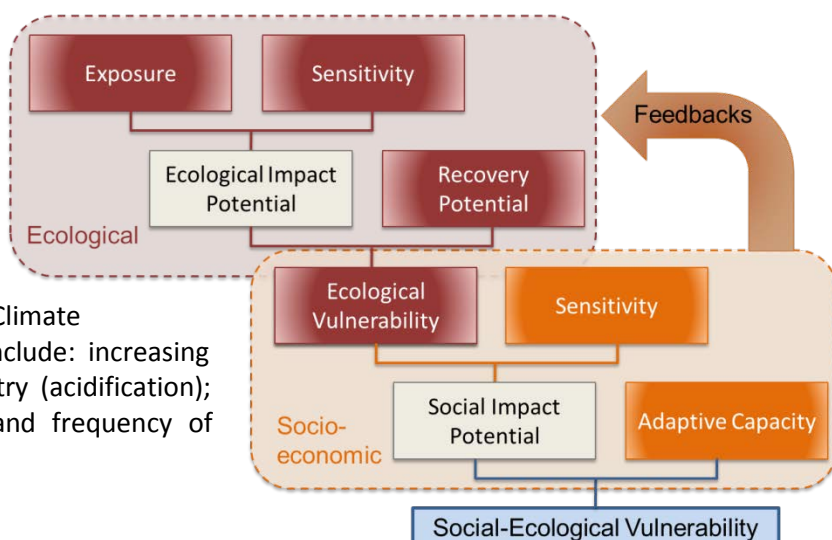 Exposure
Sensitivity
Feedbacks
Ecological Impact
Potential
Recovery
Potential
Ecological
Ecological
Vulnerability
Sensitivity
Climate
nclude: increasing
try (acidification);
and frequency of
Social Impact
Potential
Adaptive Capacity
Socio-
economic
Social-Ecological Vulnerability